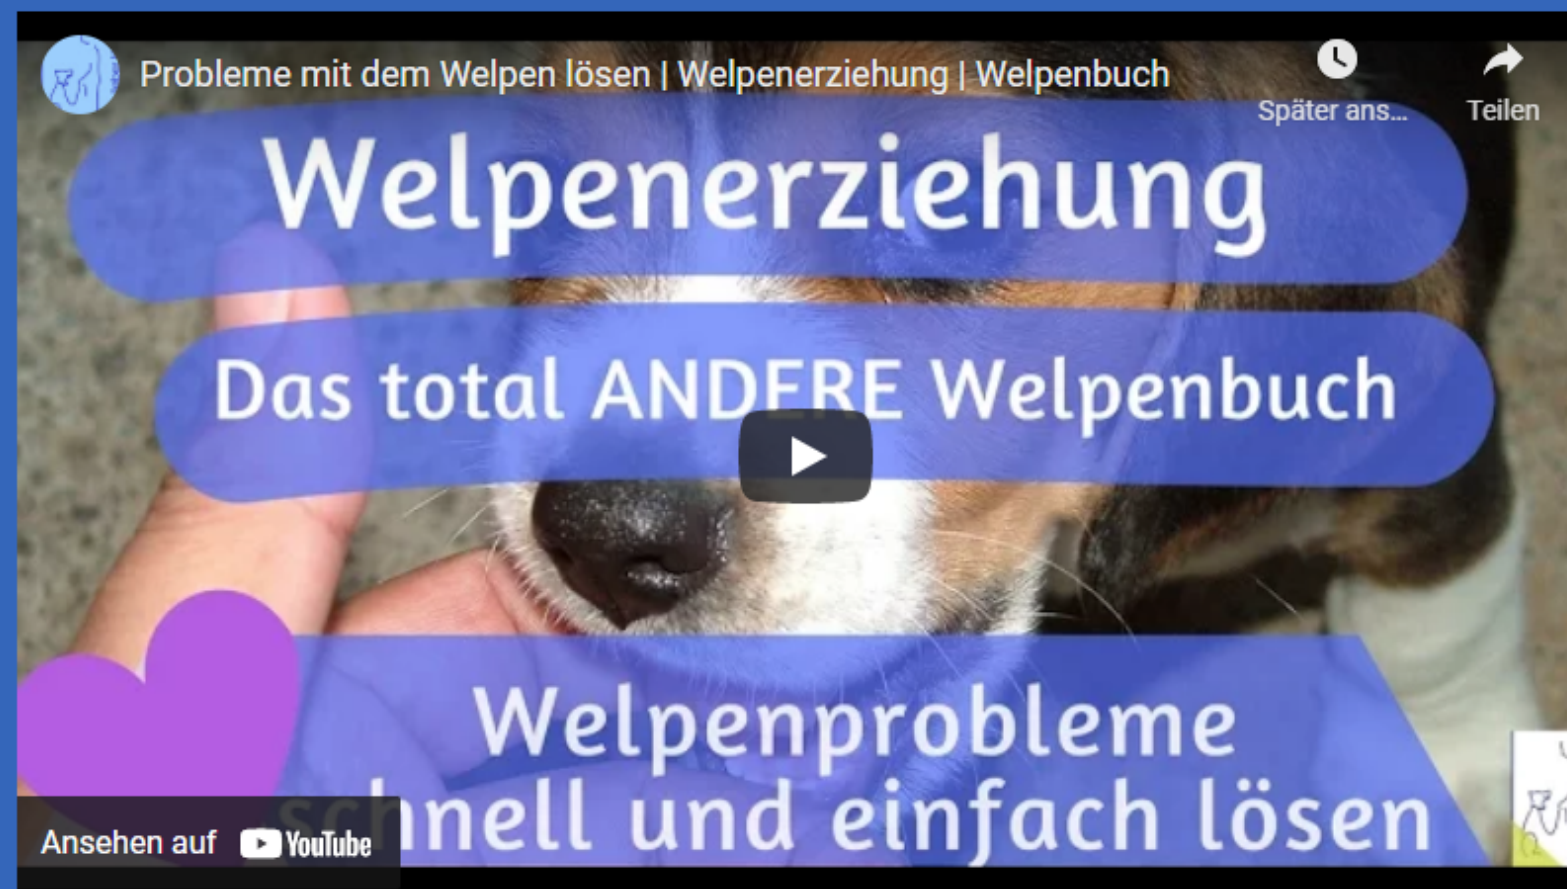 Probleme mit dem Welpen lösen | Welpenerziehung | Welpenbuch
Später ans...
Teilen
Welpenerziehung
Das total ANDERE Welpenbuch
Welpenprobleme
schnell und einfach lösen
Ansehen auf YouTube